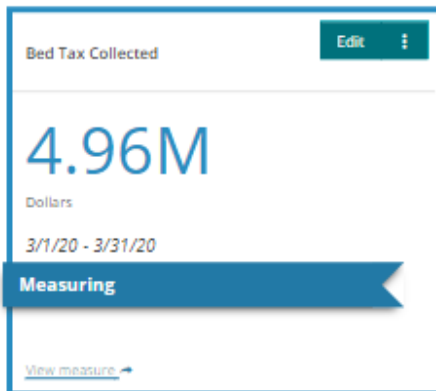 Bed Tax Collected
Edit
4.96M
Dollars
3/1/20 - 3/31/20
Measuring
View measure